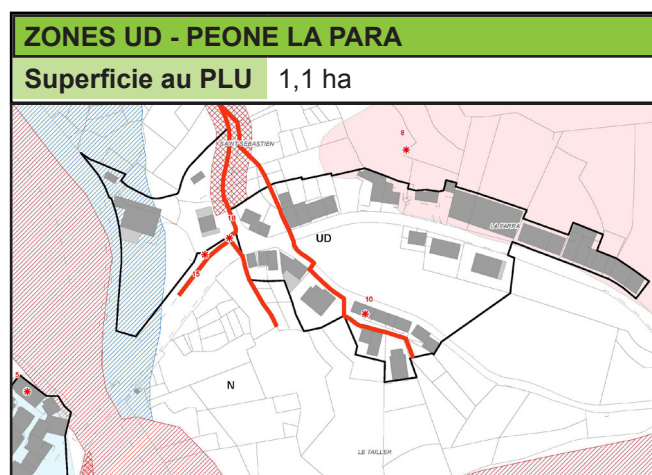 ZONES UD - PEONE LA PARA
Superficie au PLU 1,1 ha
SAINT SEBASTIEN
8
18
LA PARRA
UD
15
10
5
N
LE TAILLER